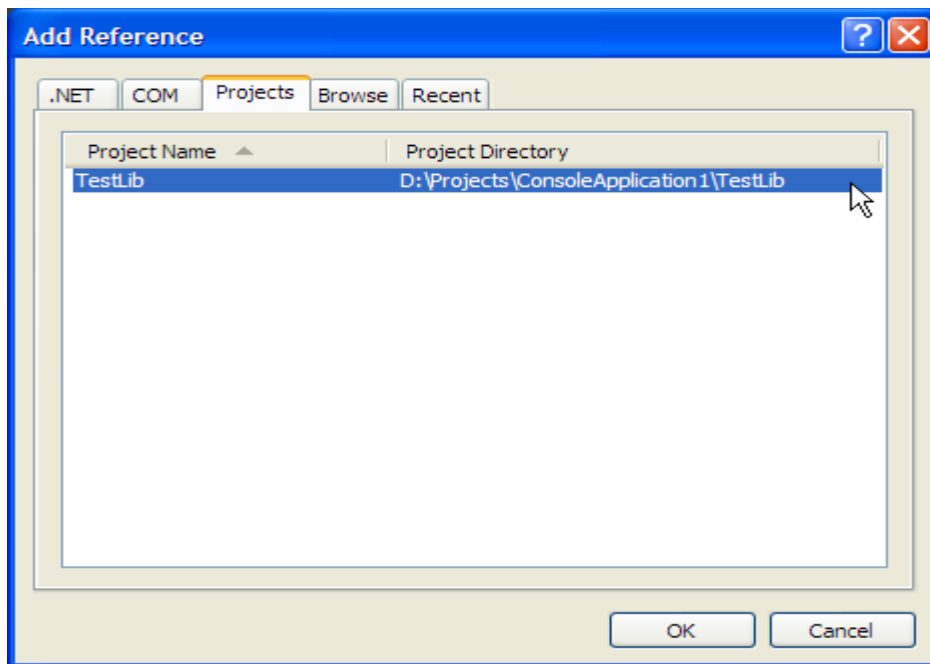 Add Reference
.NET COM Projects Browse Recent
Project Name Project Directory
TestLib D:\Projects\ConsoleApplication1\TestLib
OK Cancel